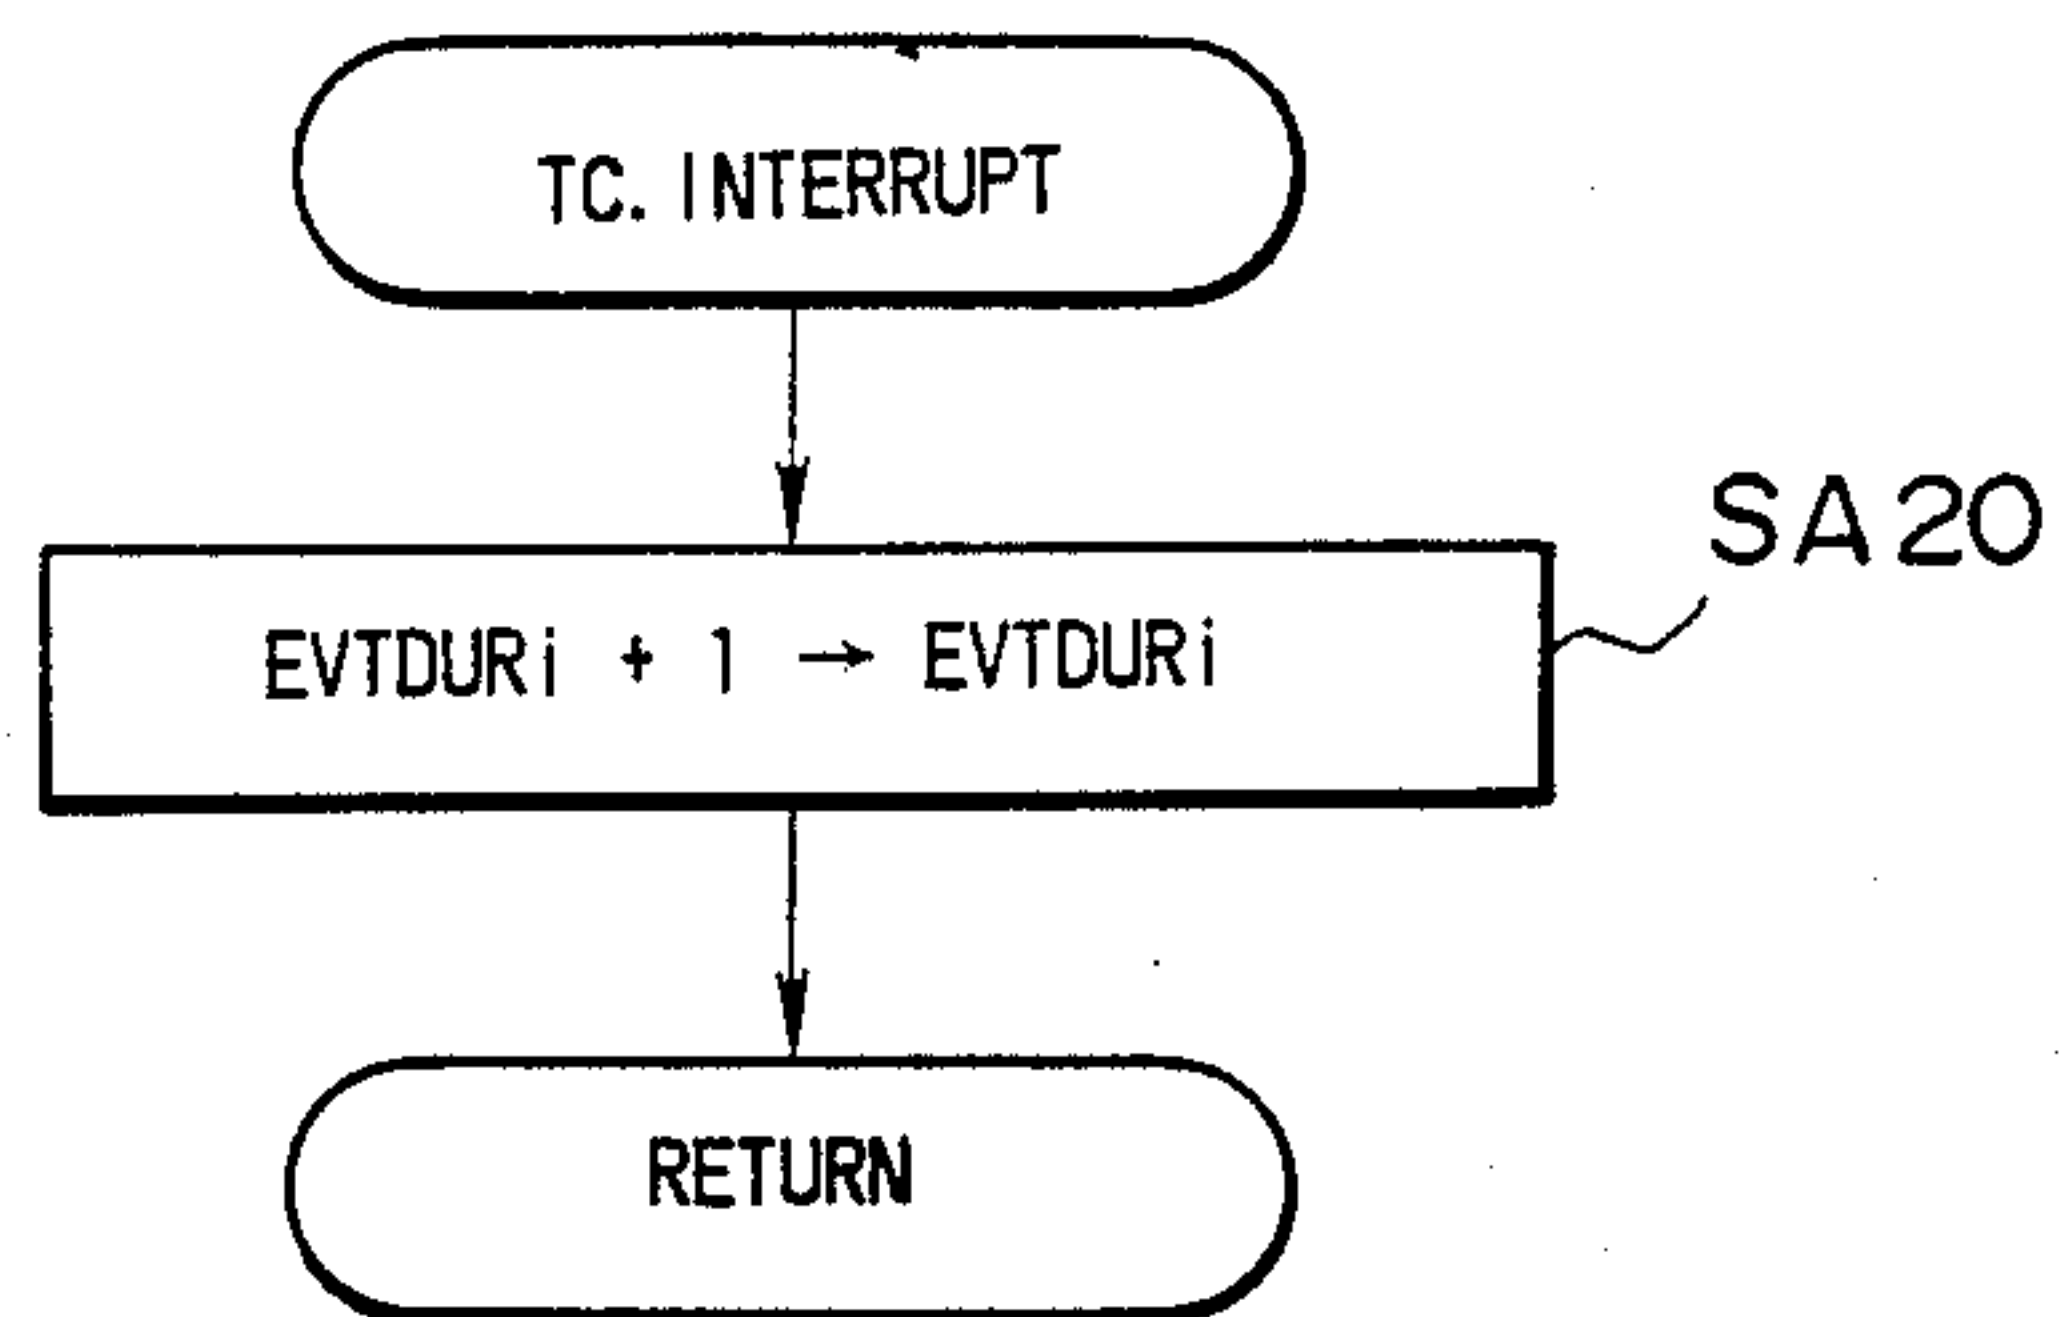 TC. INTERRUPT
SA20
EVTDURi + 1 → EVTDURi
RETURN